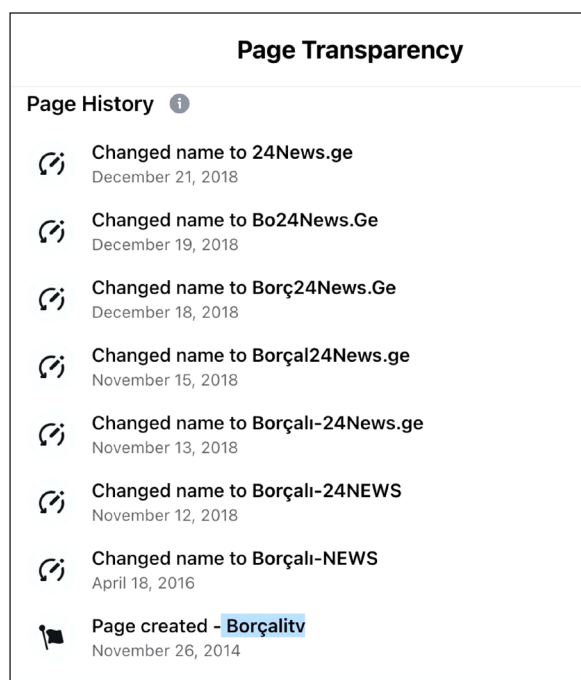 Page Transparency
Page History
Changed name to 24News.ge
December 21, 2018
Changed name to Bo24News.Ge
December 19, 2018
Changed name to Borç24News.Ge
December 18, 2018
Changed name to Borçal24News.ge
November 15, 2018
Changed name to Borçalı-24News.ge
November 13, 2018
Changed name to Borçalı-24NEWS
November 12, 2018
Changed name to Borçalı-NEWS
April 18, 2016
Page created - Borçalitv
November 26, 2014